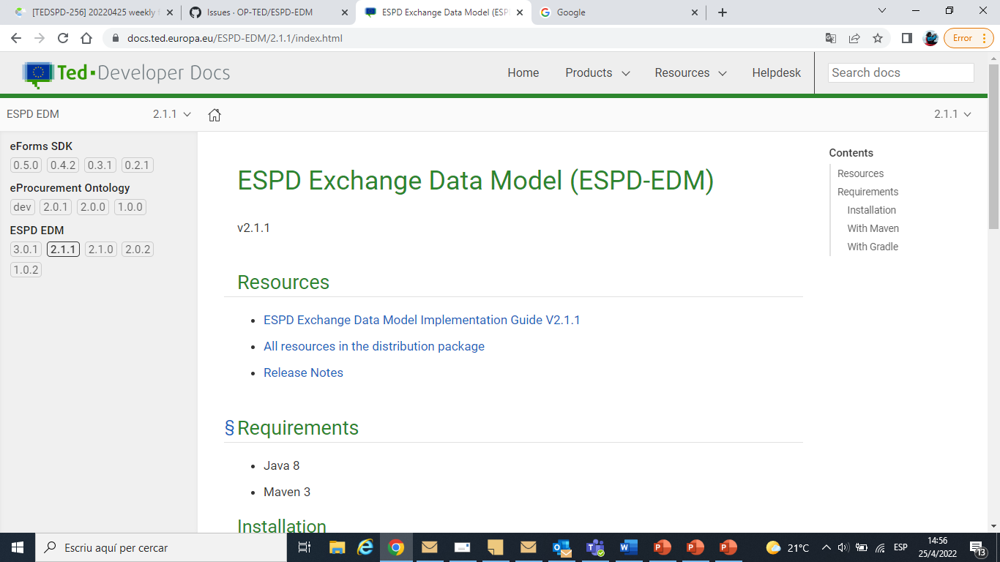 [TEDSPD-256] 20220425 weekly
Issues · OP-TED/ESPD-EDM
ESPD Exchange Data Model (ESP
Google
docs.ted.europa.eu/ESPD-EDM/2.1.1/index.html
Error
Ted Developer Docs
Home
Products
Resources
Helpdesk
Search docs
ESPD EDM
2.1.1
2.1.1
eForms SDK
0.5.0 0.4.2 0.3.1 0.2.1
eProcurement Ontology
dev 2.0.1 2.0.0 1.0.0
ESPD EDM
3.0.1 2.1.1 2.1.0 2.0.2
1.0.2
ESPD Exchange Data Model (ESPD-EDM)
v2.1.1
Resources
• ESPD Exchange Data Model Implementation Guide V2.1.1
• All resources in the distribution package
• Release Notes
§ Requirements
• Java 8
• Maven 3
Installation
Contents
Resources
Requirements
Installation
With Maven
With Gradle
Escriu aquí per cercar
21°C
ESP
14:56
25/4/2022
13